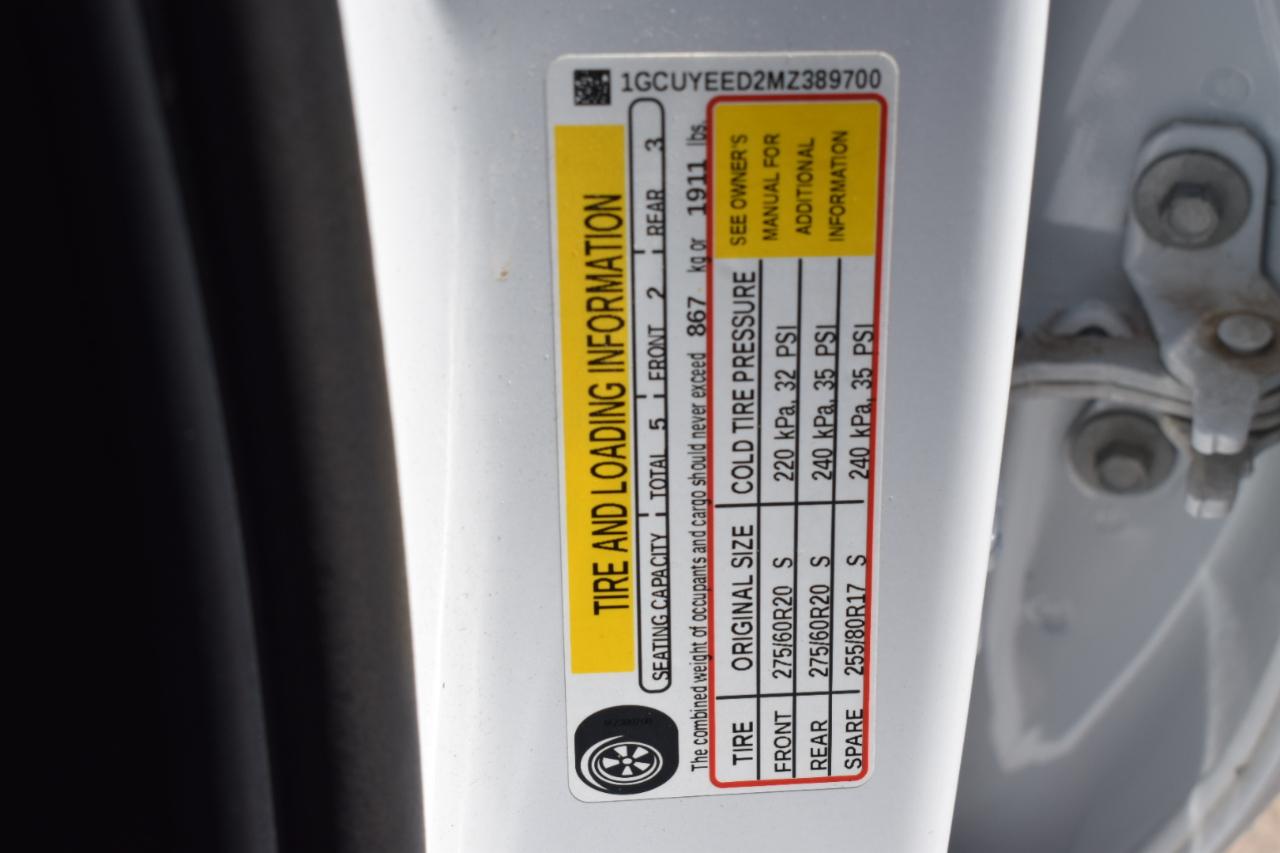 1GCUYEED2MZ389700
TIRE AND LOADING INFORMATION
SEATING CAPACITY TOTAL 5 FRONT 2 REAR 3
The combined weight of occupants and cargo should never exceed 867 kg or 1911 lbs.
TIRE ORIGINAL SIZE COLD TIRE PRESSURE
FRONT 275/60R20 S 220 kPa, 32 PSI
REAR 275/60R20 S 240 kPa, 35 PSI
SPARE 255/80R17 S 240 kPa, 35 PSI
SEE OWNER'S
MANUAL FOR
ADDITIONAL
INFORMATION